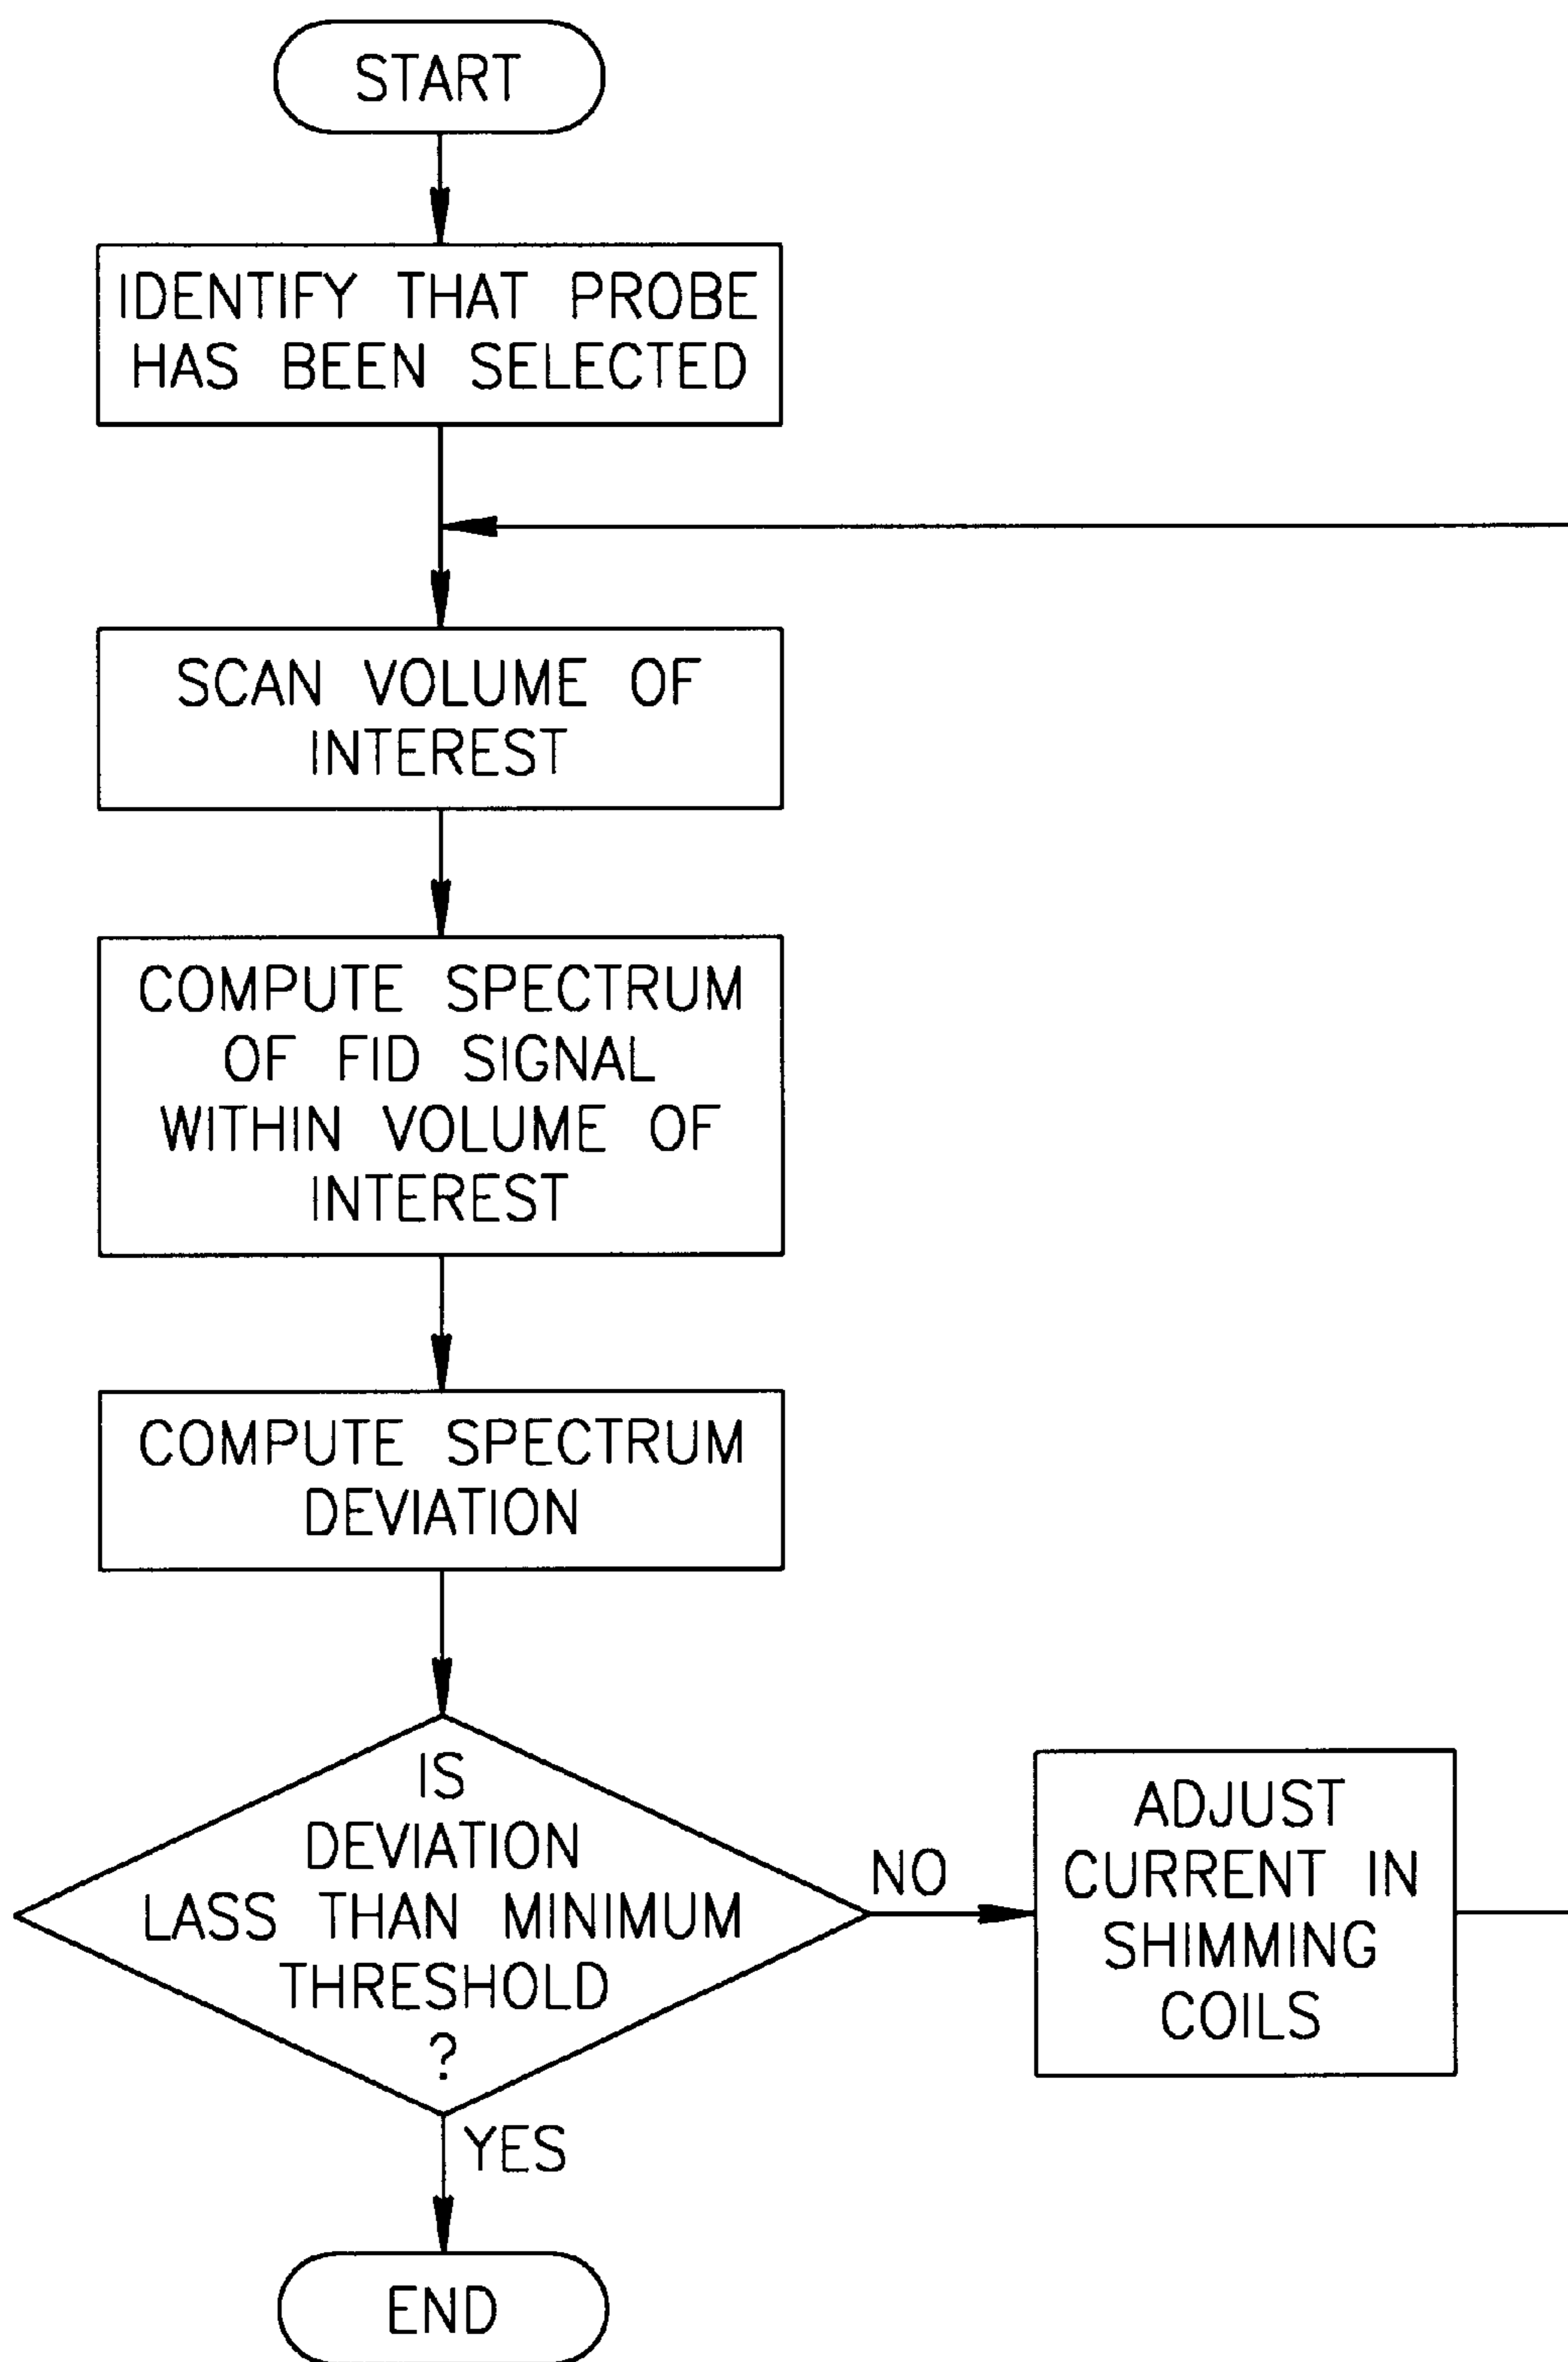 START
IDENTIFY THAT PROBE
HAS BEEN SELECTED
SCAN VOLUME OF
INTEREST
COMPUTE SPECTRUM
OF FID SIGNAL
WITHIN VOLUME OF
INTEREST
COMPUTE SPECTRUM
DEVIATION
IS
DEVIATION
LASS THAN MINIMUM
THRESHOLD
?
NO
ADJUST
CURRENT IN
SHIMMING
COILS
YES
END